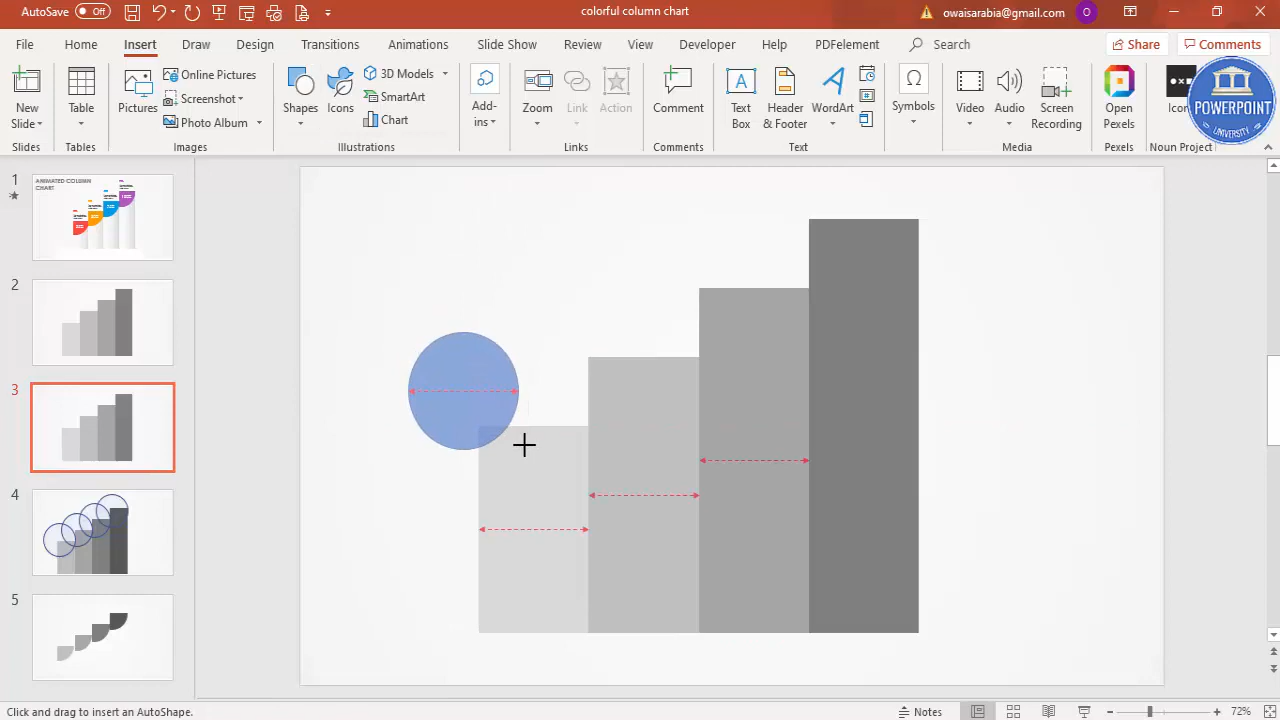 AutoSave Off
colorful column chart
owaisarabia@gmail.com O
File Home Insert Draw Design Transitions Animations Slide Show Review View Developer Help PDFelement Search Share Comments
New Slide
Table
Pictures
Online Pictures
Screenshot
Photo Album
Shapes
Icons
3D Models
SmartArt
Chart
Add-ins
Zoom
Link
Action
Comment
Text Box
Header & Footer
WordArt
Symbols
Video
Audio
Screen Recording
Open Pexels
Icon
POWERPOINT
UNIVERSITY
Slides Tables Images Illustrations Links Comments Text Media Pexels Noun Project
1
ANIMATED COLUMN
CHART
2
3
4
5
Click and drag to insert an AutoShape.
Notes
72%